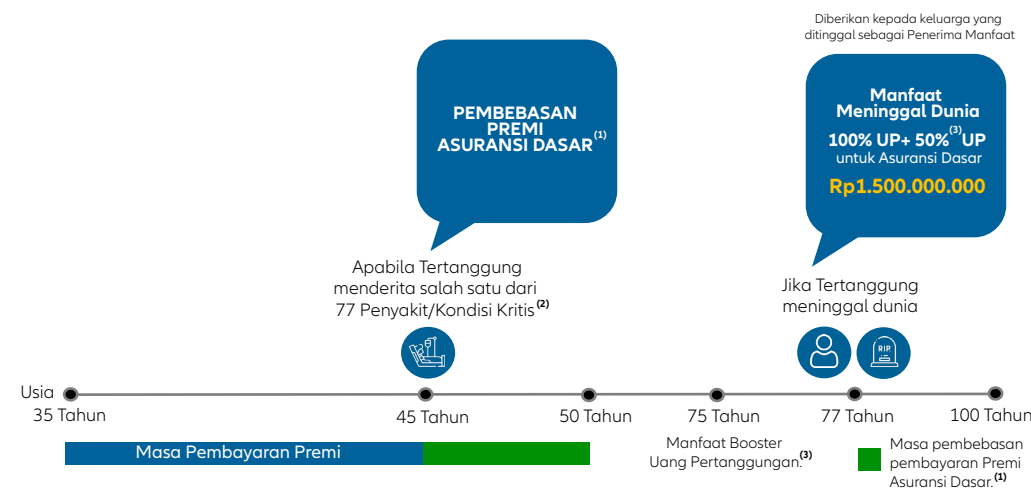 Diberikan kepada keluarga yang
ditinggal sebagai Penerima Manfaat
PEMBEBASAN
PREMI
ASURANSI DASAR(1)
Manfaat
Meninggal Dunia
100% UP+ 50%(3)UP
untuk Asuransi Dasar
Rp1.500.000.000
Apabila Tertanggung
menderita salah satu dari
77 Penyakit/Kondisi Kritis(2)
Jika Tertanggung
meninggal dunia
RIP
Usia
35 Tahun
45 Tahun
50 Tahun
75 Tahun
77 Tahun
100 Tahun
Masa Pembayaran Premi
Manfaat Booster
Uang Pertanggungan.(3)
Masa pembebasan
pembayaran Premi
Asuransi Dasar.(1)